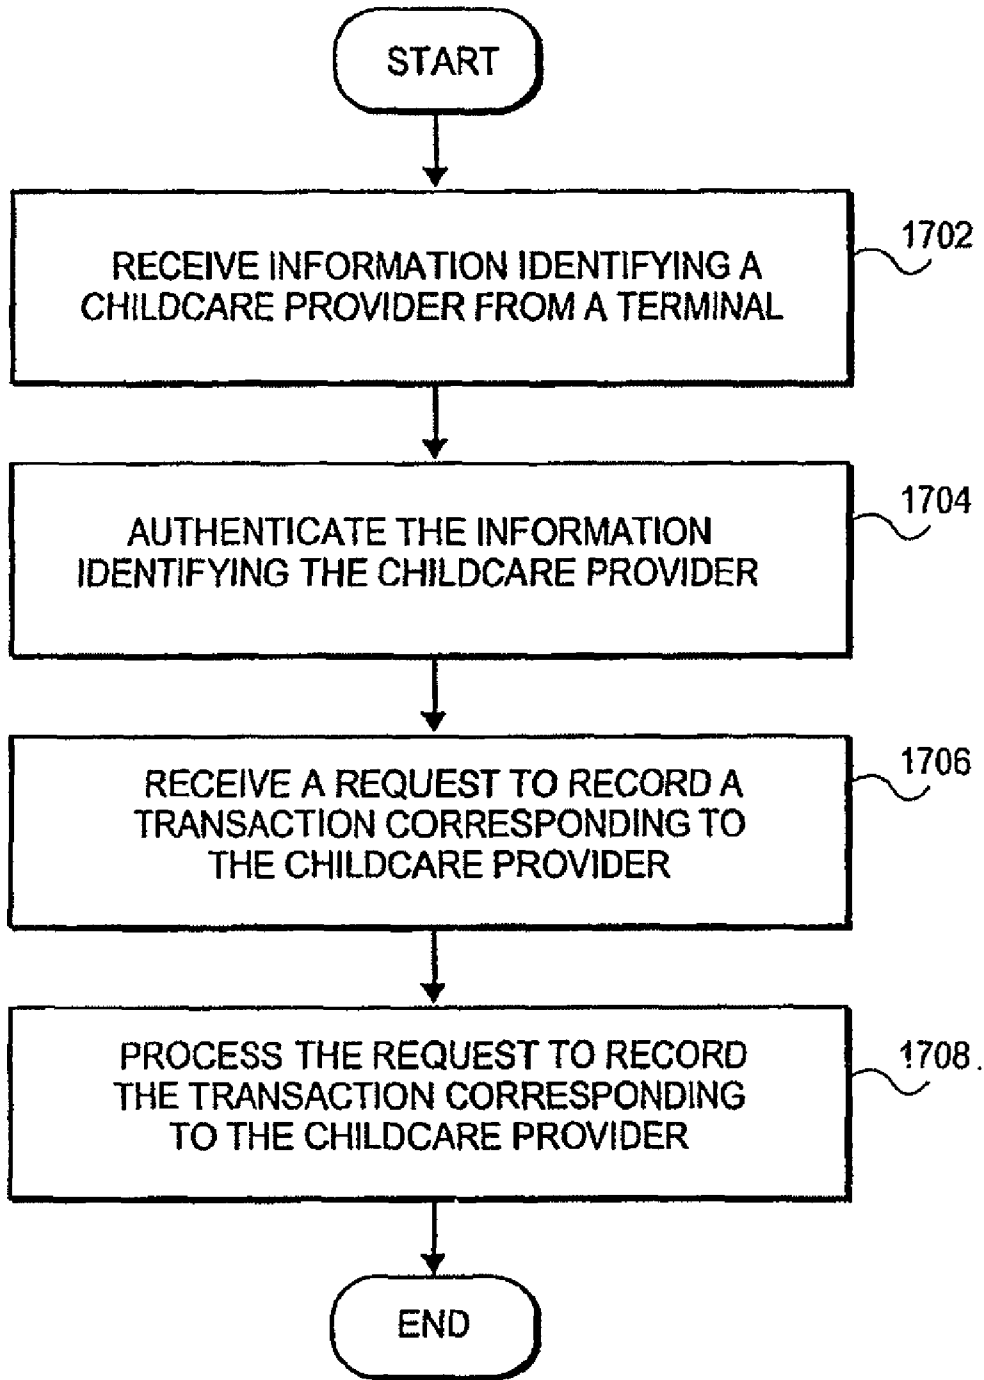 START
RECEIVE INFORMATION IDENTIFYING A
CHILDCARE PROVIDER FROM A TERMINAL
1702
AUTHENTICATE THE INFORMATION
IDENTIFYING THE CHILDCARE PROVIDER
1704
RECEIVE A REQUEST TO RECORD A
TRANSACTION CORRESPONDING TO
THE CHILDCARE PROVIDER
1706
PROCESS THE REQUEST TO RECORD
THE TRANSACTION CORRESPONDING
TO THE CHILDCARE PROVIDER
1708.
END